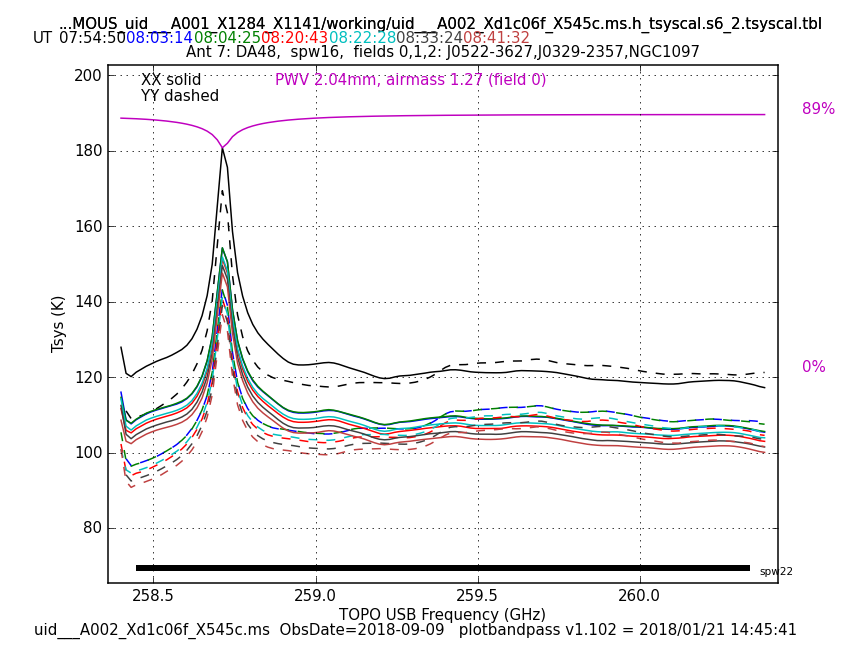 ...MOUS_uid___A001_X1284_X1141/working/uid___A002_Xd1c06f_X545c.ms.h_tsyscal.s6_2.tsyscal.tbl
UT 07:54:50 08:03:14 08:04:25 08:20:43 08:22:28 08:33:24 08:41:32
Ant 7: DA48, spw16, fields 0,1,2: J0522-3627,J0329-2357,NGC1097
XX solid
YY dashed
PWV 2.04mm, airmass 1.27 (field 0)
89%
0%
200
180
160
140
120
100
80
Tsys (K)
spw22
258.5 259.0 259.5 260.0
TOPO USB Frequency (GHz)
uid___A002_Xd1c06f_X545c.ms ObsDate=2018-09-09 plotbandpass v1.102 = 2018/01/21 14:45:41